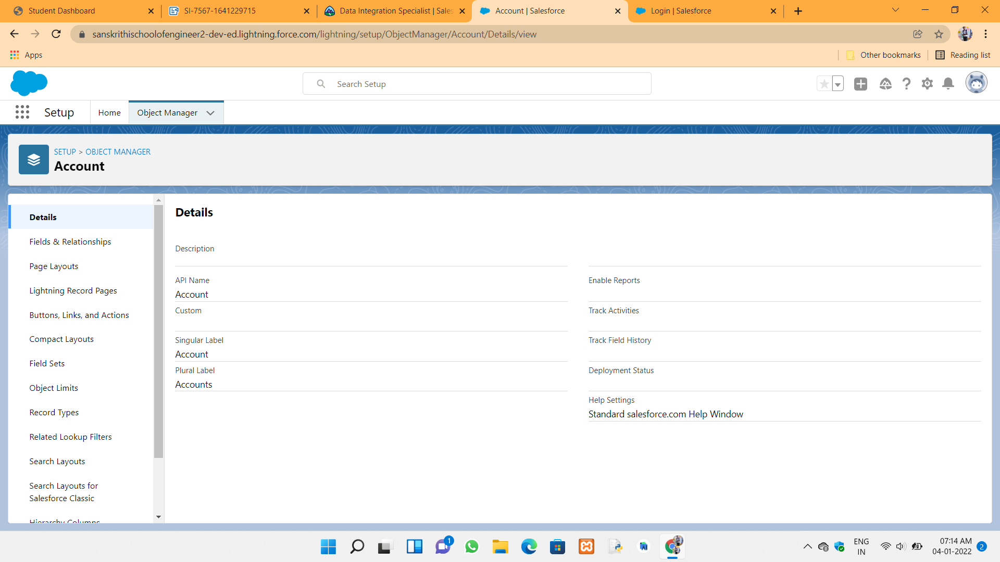 Student Dashboard
SI-7567-1641229715
Data Integration Specialist | Sales
Account | Salesforce
Login | Salesforce
sanskrithischoolofengineer2-dev-ed.lightning.force.com/lightning/setup/ObjectManager/Account/Details/view
Apps
Other bookmarks
Reading list
Search Setup
Setup
Home
Object Manager
SETUP > OBJECT MANAGER
Account
Details
Fields & Relationships
Page Layouts
Lightning Record Pages
Buttons, Links, and Actions
Compact Layouts
Field Sets
Object Limits
Record Types
Related Lookup Filters
Search Layouts
Search Layouts for
Salesforce Classic
Hierarchy Columns
Details
Description
API Name
Account
Custom
Singular Label
Account
Plural Label
Accounts
Enable Reports
Track Activities
Track Field History
Deployment Status
Help Settings
Standard salesforce.com Help Window
1
ENG
IN
07:14 AM
04-01-2022
2